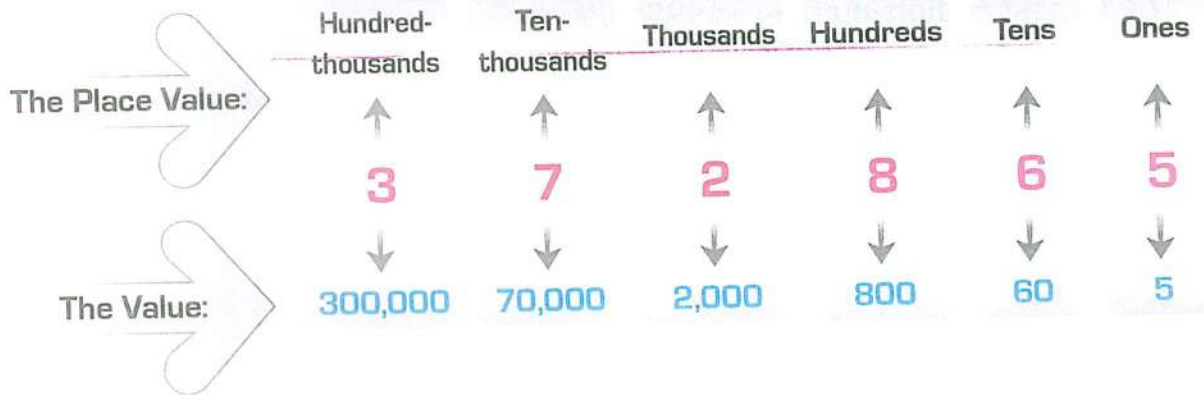 Hundred-thousands Ten-thousands Thousands Hundreds Tens Ones
The Place Value:
3 7 2 8 6 5
The Value: 300,000 70,000 2,000 800 60 5